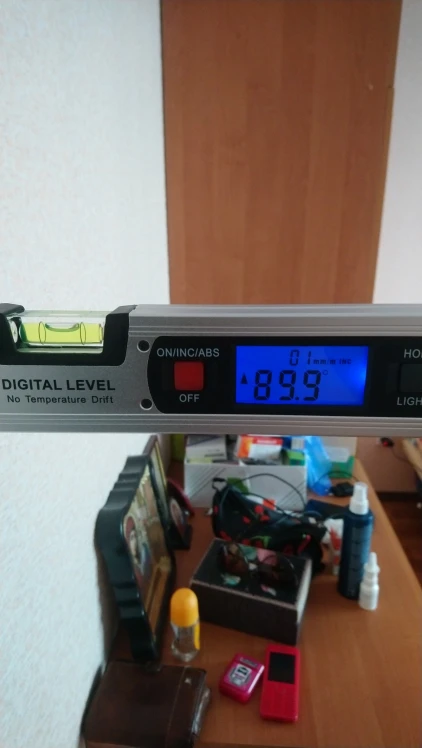 ON/INC/ABS
OFF
DIGITAL LEVEL
No Temperature Drift
01
89.9°
HO
LIGH